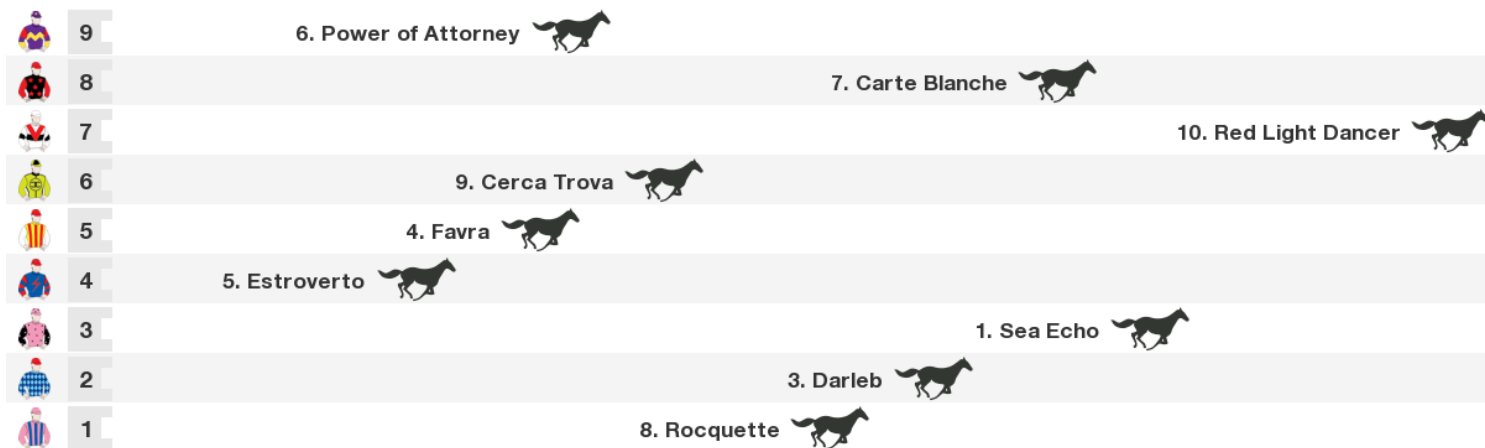 9 6. Power of Attorney
8 7. Carte Blanche
7 10. Red Light Dancer
6 9. Cerca Trova
5 4. Favra
4 5. Estroverto
3 1. Sea Echo
2 3. Darleb
1 8. Rocquette